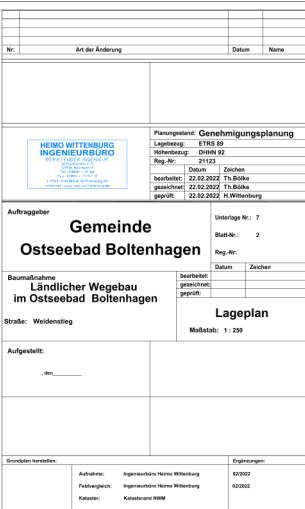 Nr: Art der Änderung Datum Name
Planungsstand: Genehmigungsplanung
Lagebezug: ETRS 89
Höhenbezug: DHHN 92
Reg.-Nr: 21123
Datum Zeichen
bearbeitet: 22.02.2022 Th.Bölke
gezeichnet: 22.02.2022 Th.Bölke
geprüft: 22.02.2022 H.Wittenburg
HEIMO WITTENBURG
INGENIEURBÜRO
BERATENDER INGENIEUR
Auftraggeber
Gemeinde
Ostseebad Boltenhagen
Unterlage Nr.: 7
Blatt-Nr.: 2
Reg.-Nr:
Datum Zeichen
bearbeitet:
gezeichnet:
geprüft:
Baumaßnahme
Ländlicher Wegebau
im Ostseebad Boltenhagen
Straße: Weidenstieg
Lageplan
Maßstab: 1 : 250
Aufgestellt:
, den
Grundplan herstellen: Ergänzungen:
Aufnahme: Ingenieurbüro Heimo Wittenburg 02/2022
Feldvergleich: Ingenieurbüro Heimo Wittenburg 02/2022
Kataster: Katasteramt NWM